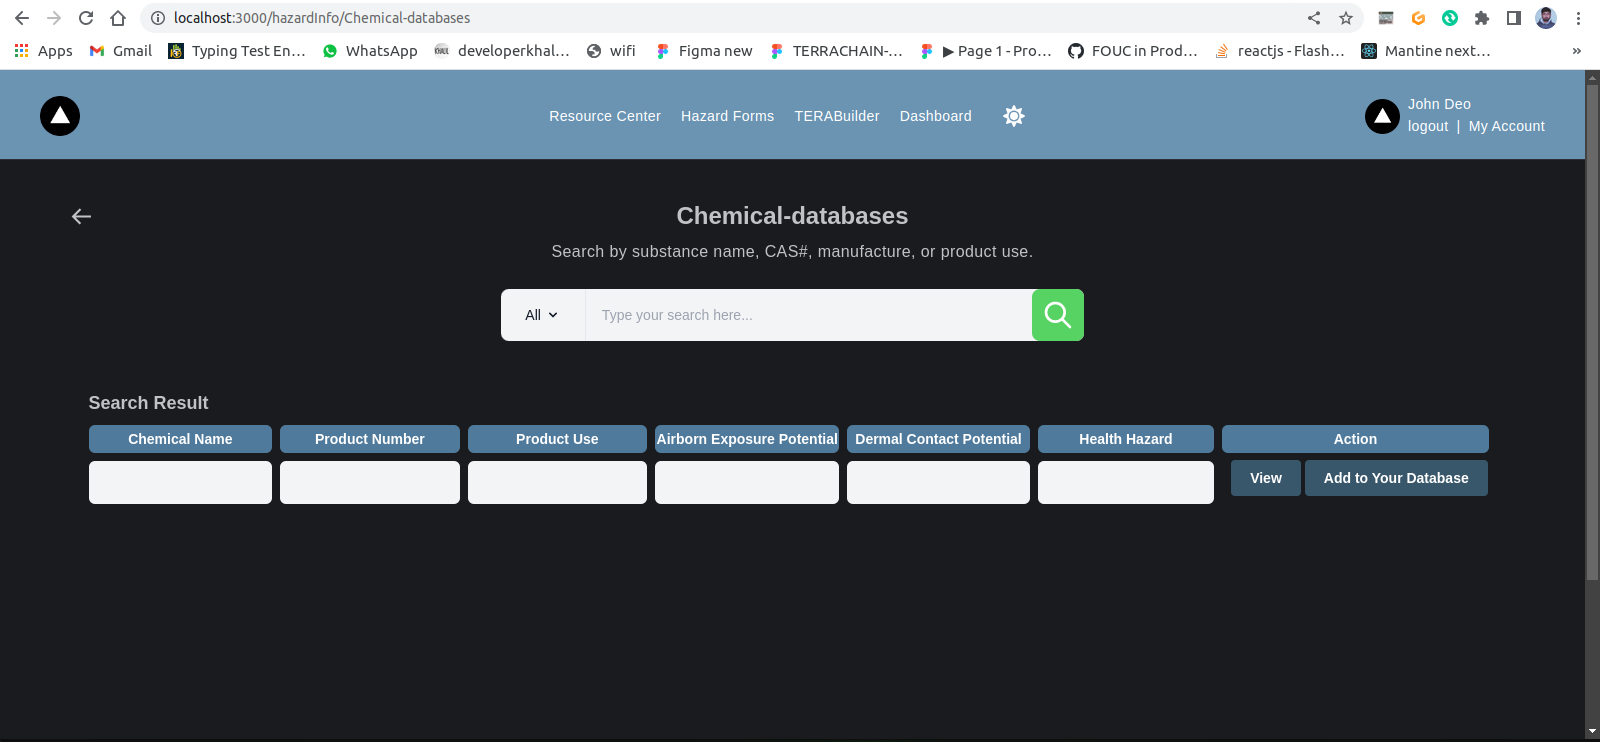 localhost:3000/hazardInfo/Chemical-databases
Apps Gmail Typing Test En... WhatsApp developerkhal... wifi Figma new TERRACHAIN-... ▶ Page 1 - Pro... FOUC in Prod... reactjs - Flash... Mantine next... »
Resource Center Hazard Forms TERABuilder Dashboard
John Deo
logout | My Account
Chemical-databases
Search by substance name, CAS#, manufacture, or product use.
All Type your search here...
Search Result
Chemical Name Product Number Product Use Airborn Exposure Potential Dermal Contact Potential Health Hazard Action
View Add to Your Database